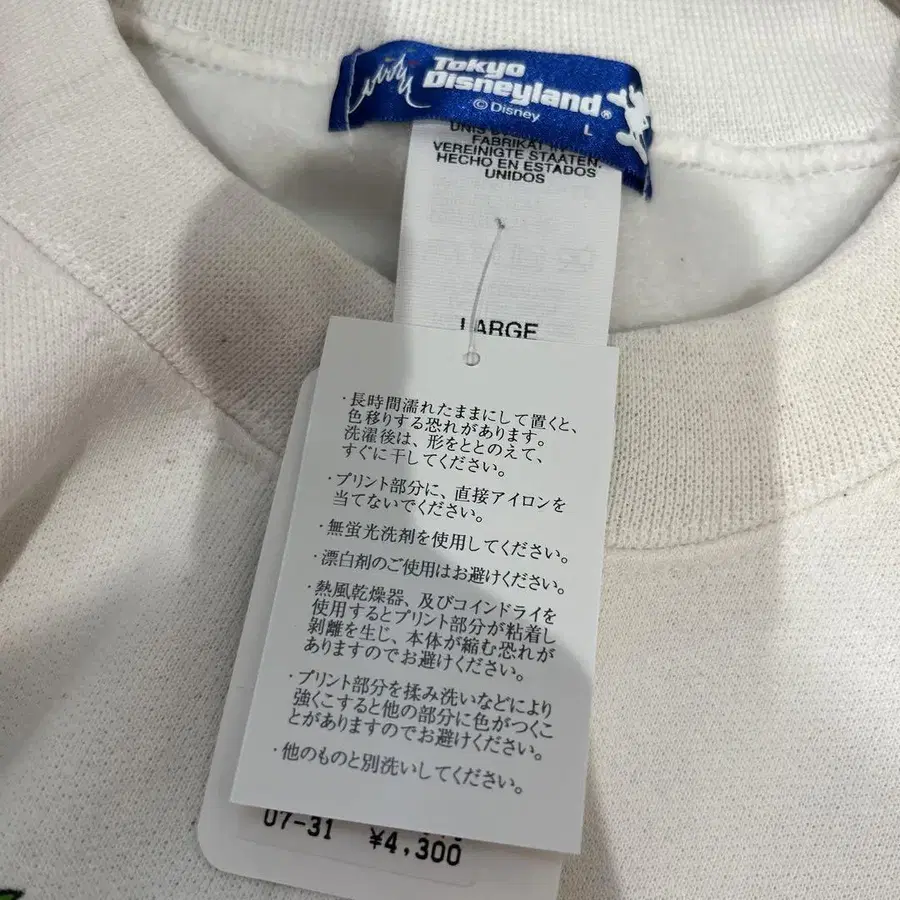 Tokyo
Disneyland®
©Disney
L
FABRIKAT
VEREINIGTE STAATEN.
HECHO EN ESTADOS
UNIDOS
LARGE
・長時間濡れたままにして置くと、
色移りする恐れがあります。
洗濯後は、形をととのえて、
すぐに干してください。
・プリント部分に、直接アイロンを
当てないでください。
・無蛍光洗剤を使用してください。
・漂白剤のご使用はお避けください。
・熱風乾燥器、及びコインドライを
使用するとプリント部分が粘着し
剥離を生じ、本体が縮む恐れが
ありますのでお避けください。
・プリント部分を揉み洗いなどにより
強くこすると他の部分に色がつくこ
とがありますのでお避けください。
・他のものと別洗いしてください。
07-31 ¥4,300